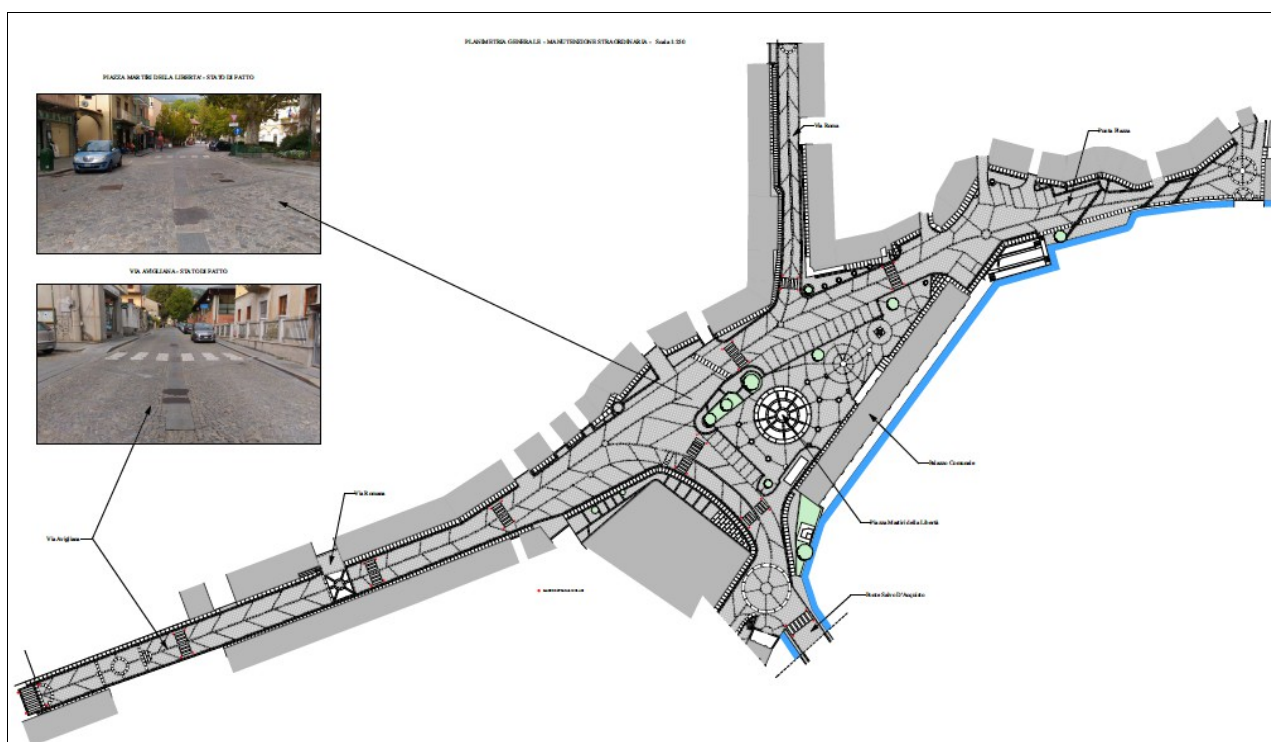 PLANIMETRIA GENERALE - MANUTENZIONE STRAORDINARIA - Scala 1:250
PIAZZA MARTIRI DELLA LIBERTA' - STATO DI FATTO
Via Roma
Ponte Piazza
VIA AVIGLIANA - STATO DI FATTO
Palazzo Comunale
Via Romana
Piazza Martiri della Libertà
Via Avigliana
Ponte Salvo D'Acquisto